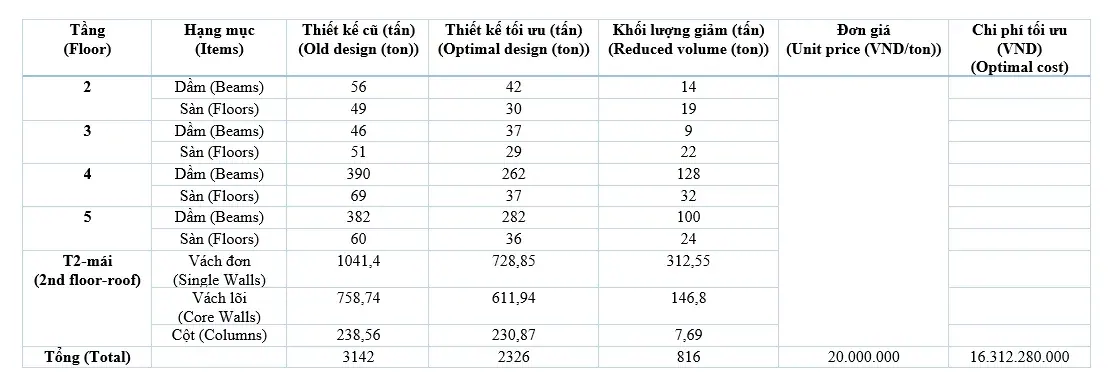 Tầng (Floor) | Hạng mục (Items) | Thiết kế cũ (tấn) (Old design (ton)) | Thiết kế tối ưu (tấn) (Optimal design (ton)) | Khối lượng giảm (tấn) (Reduced volume (ton)) | Đơn giá (Unit price (VND/ton)) | Chi phí tối ưu (VND) (Optimal cost)
2 | Dầm (Beams) | 56 | 42 | 14
Sàn (Floors) | 49 | 30 | 19
3 | Dầm (Beams) | 46 | 37 | 9
Sàn (Floors) | 51 | 29 | 22
4 | Dầm (Beams) | 390 | 262 | 128
Sàn (Floors) | 69 | 37 | 32
5 | Dầm (Beams) | 382 | 282 | 100
Sàn (Floors) | 60 | 36 | 24
T2-mái (2nd floor-roof) | Vách đơn (Single Walls) | 1041,4 | 728,85 | 312,55
Vách lõi (Core Walls) | 758,74 | 611,94 | 146,8
Cột (Columns) | 238,56 | 230,87 | 7,69
Tổng (Total) | 3142 | 2326 | 816 | 20.000.000 | 16.312.280.000